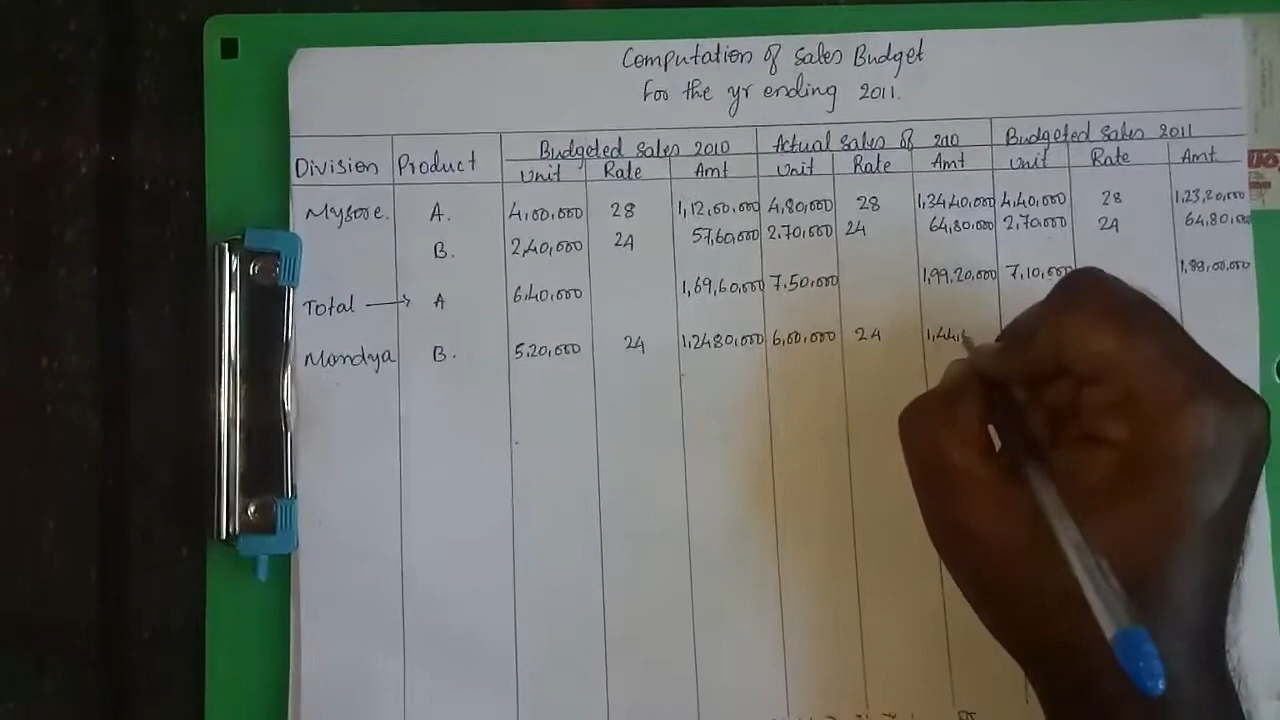 Computation of Sales Budget
For the yr ending 2011.
Division Product Budgeted Sales 2010 Actual Sales of 2010 Budgeted Sales 2011
Unit Rate Amt Unit Rate Amt Unit Rate Amt
Mysore. A. 4,00,000 28 1,12,00,000 4,80,000 28 1,34,40,000 4,40,000 28 1,23,20,000
B. 2,40,000 24 57,60,000 2,70,000 24 64,80,000 2,70,000 24 64,80,000
Total → A 6,40,000 1,69,60,000 7,50,000 1,99,20,000 7,10,000 1,88,00,000
Mandya B. 5,20,000 24 1,24,80,000 6,00,000 24 1,44,